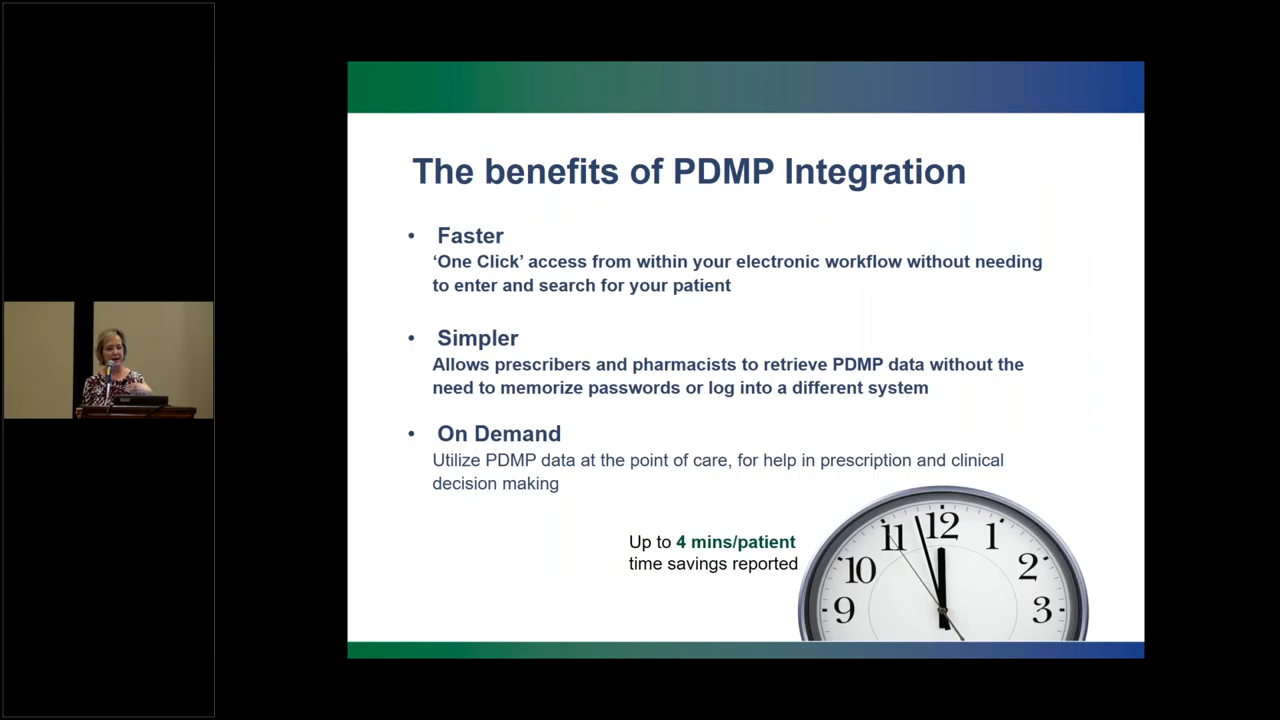 The benefits of PDMP Integration
• Faster
‘One Click’ access from within your electronic workflow without needing
to enter and search for your patient
• Simpler
Allows prescribers and pharmacists to retrieve PDMP data without the
need to memorize passwords or log into a different system
• On Demand
Utilize PDMP data at the point of care, for help in prescription and clinical
decision making
Up to 4 mins/patient
time savings reported
11 12 1
10 2
9 3